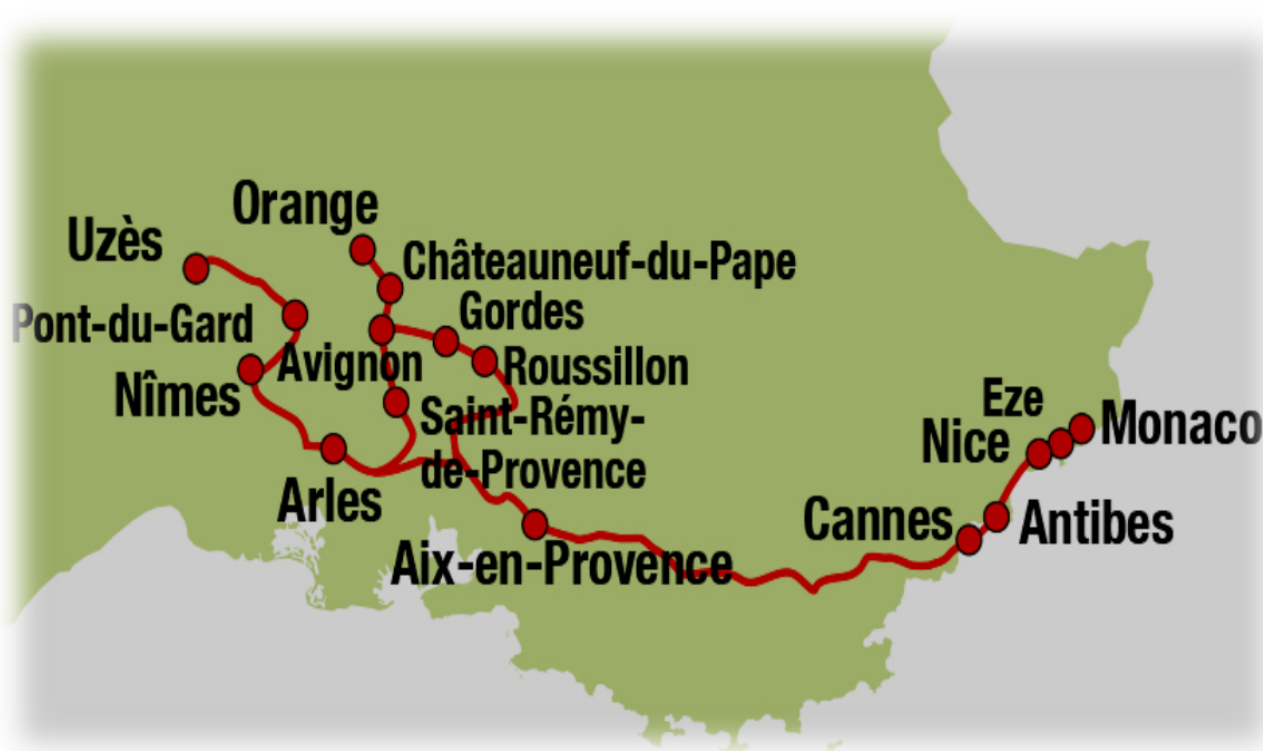 Orange
Uzès
Châteauneuf-du-Pape
Pont-du-Gard
Gordes
Avignon
Roussillon
Nîmes
Saint-Rémy-
de-Provence
Arles
Aix-en-Provence
Eze
Monaco
Nice
Cannes
Antibes